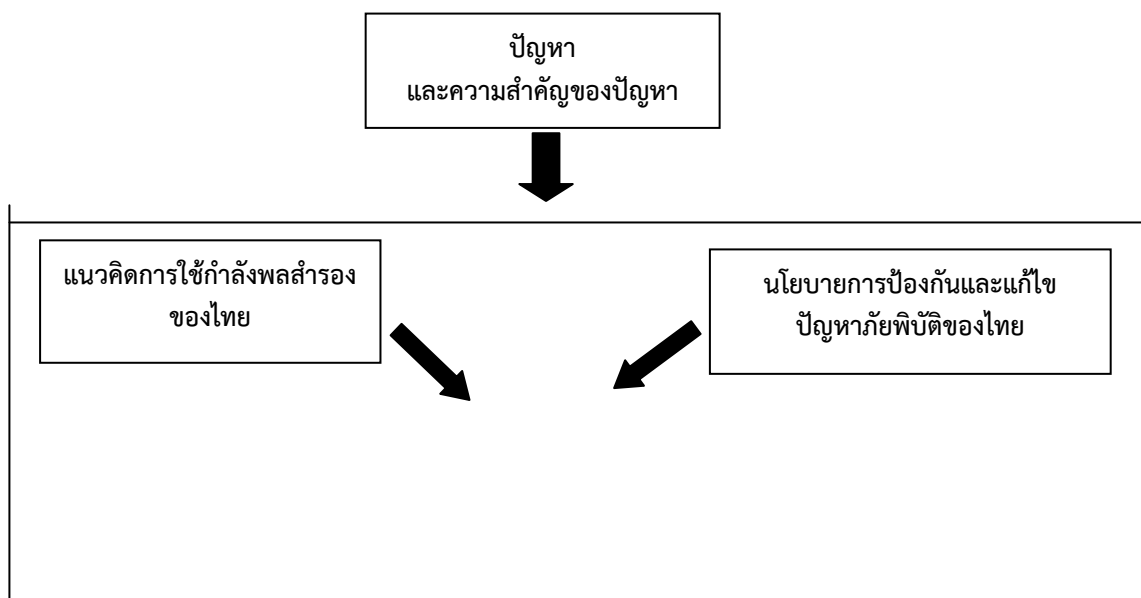 ปัญหา
และความสำคัญของปัญหา
แนวคิดการใช้กำลังพลสำรอง
ของไทย
นโยบายการป้องกันและแก้ไข
ปัญหาภัยพิบัติของไทย